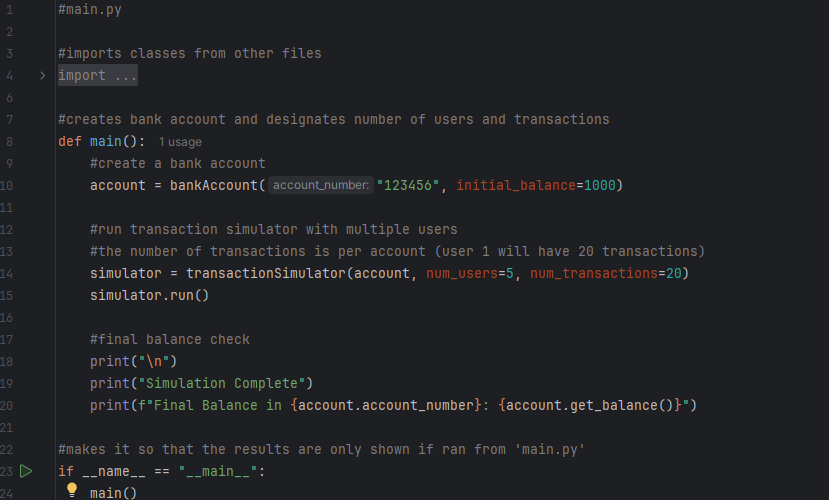 1 #main.py
2
3 #imports classes from other files
4 import ...
6
7 #creates bank account and designates number of users and transactions
8 def main(): 1 usage
9     #create a bank account
10     account = bankAccount( account_number: "123456", initial_balance=1000)
11
12     #run transaction simulator with multiple users
13     #the number of transactions is per account (user 1 will have 20 transactions)
14     simulator = transactionSimulator(account, num_users=5, num_transactions=20)
15     simulator.run()
16
17     #final balance check
18     print("\n")
19     print("Simulation Complete")
20     print(f"Final Balance in {account.account_number}: {account.get_balance()}")
21
22 #makes it so that the results are only shown if ran from 'main.py'
23 if __name__ == "__main__":
24     main()